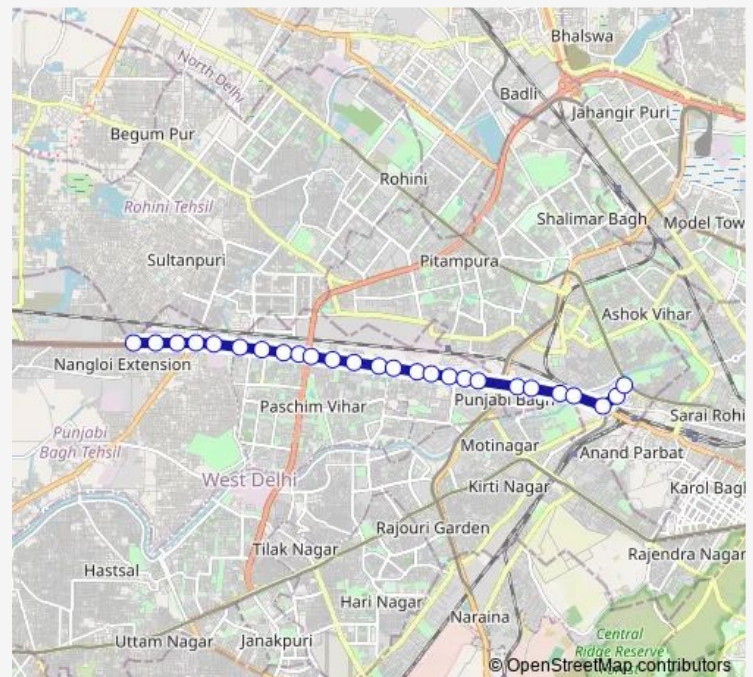 Bhalswa
North Delhi
Badli
Jahangir Puri
Begum Pur
Rohini
Rohini Tehsil
Shalimar Bagh
Model Tow
Sultanpuri
Pitampura
Ashok Vihar
Nangloi Extension
Punjabi Bagh
Paschim Vihar
Sarai Rohi
Punjabi
Bagh Tehsil
Motinagar
Anand Parbat
West Delhi
Kirti Nagar
Karol Bagh
Rajouri Garden
Tilak Nagar
Rajendra Nagar
Hastsal
Hari Nagar
Naraina
Uttam Nagar
Janakpuri
Central
Ridge Reserve
Forest
© OpenStreetMap contributors